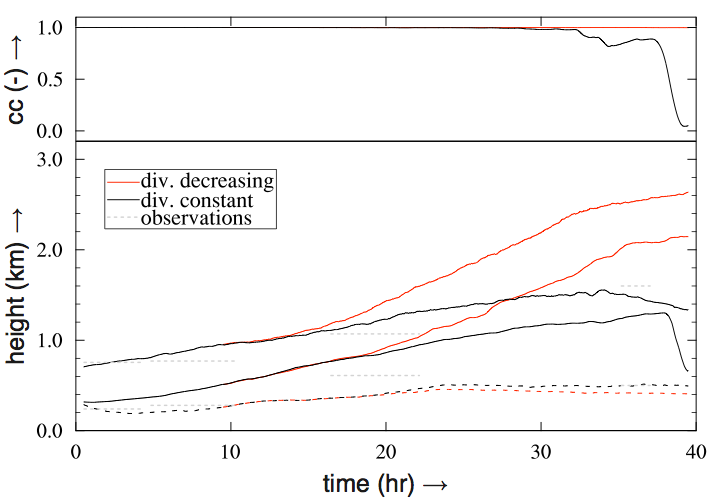 cc (-) →
1.0
0.5
0.0
height (km) →
3.0
2.0
1.0
0.0
div. decreasing
div. constant
observations
0 10 20 30 40
time (hr) →